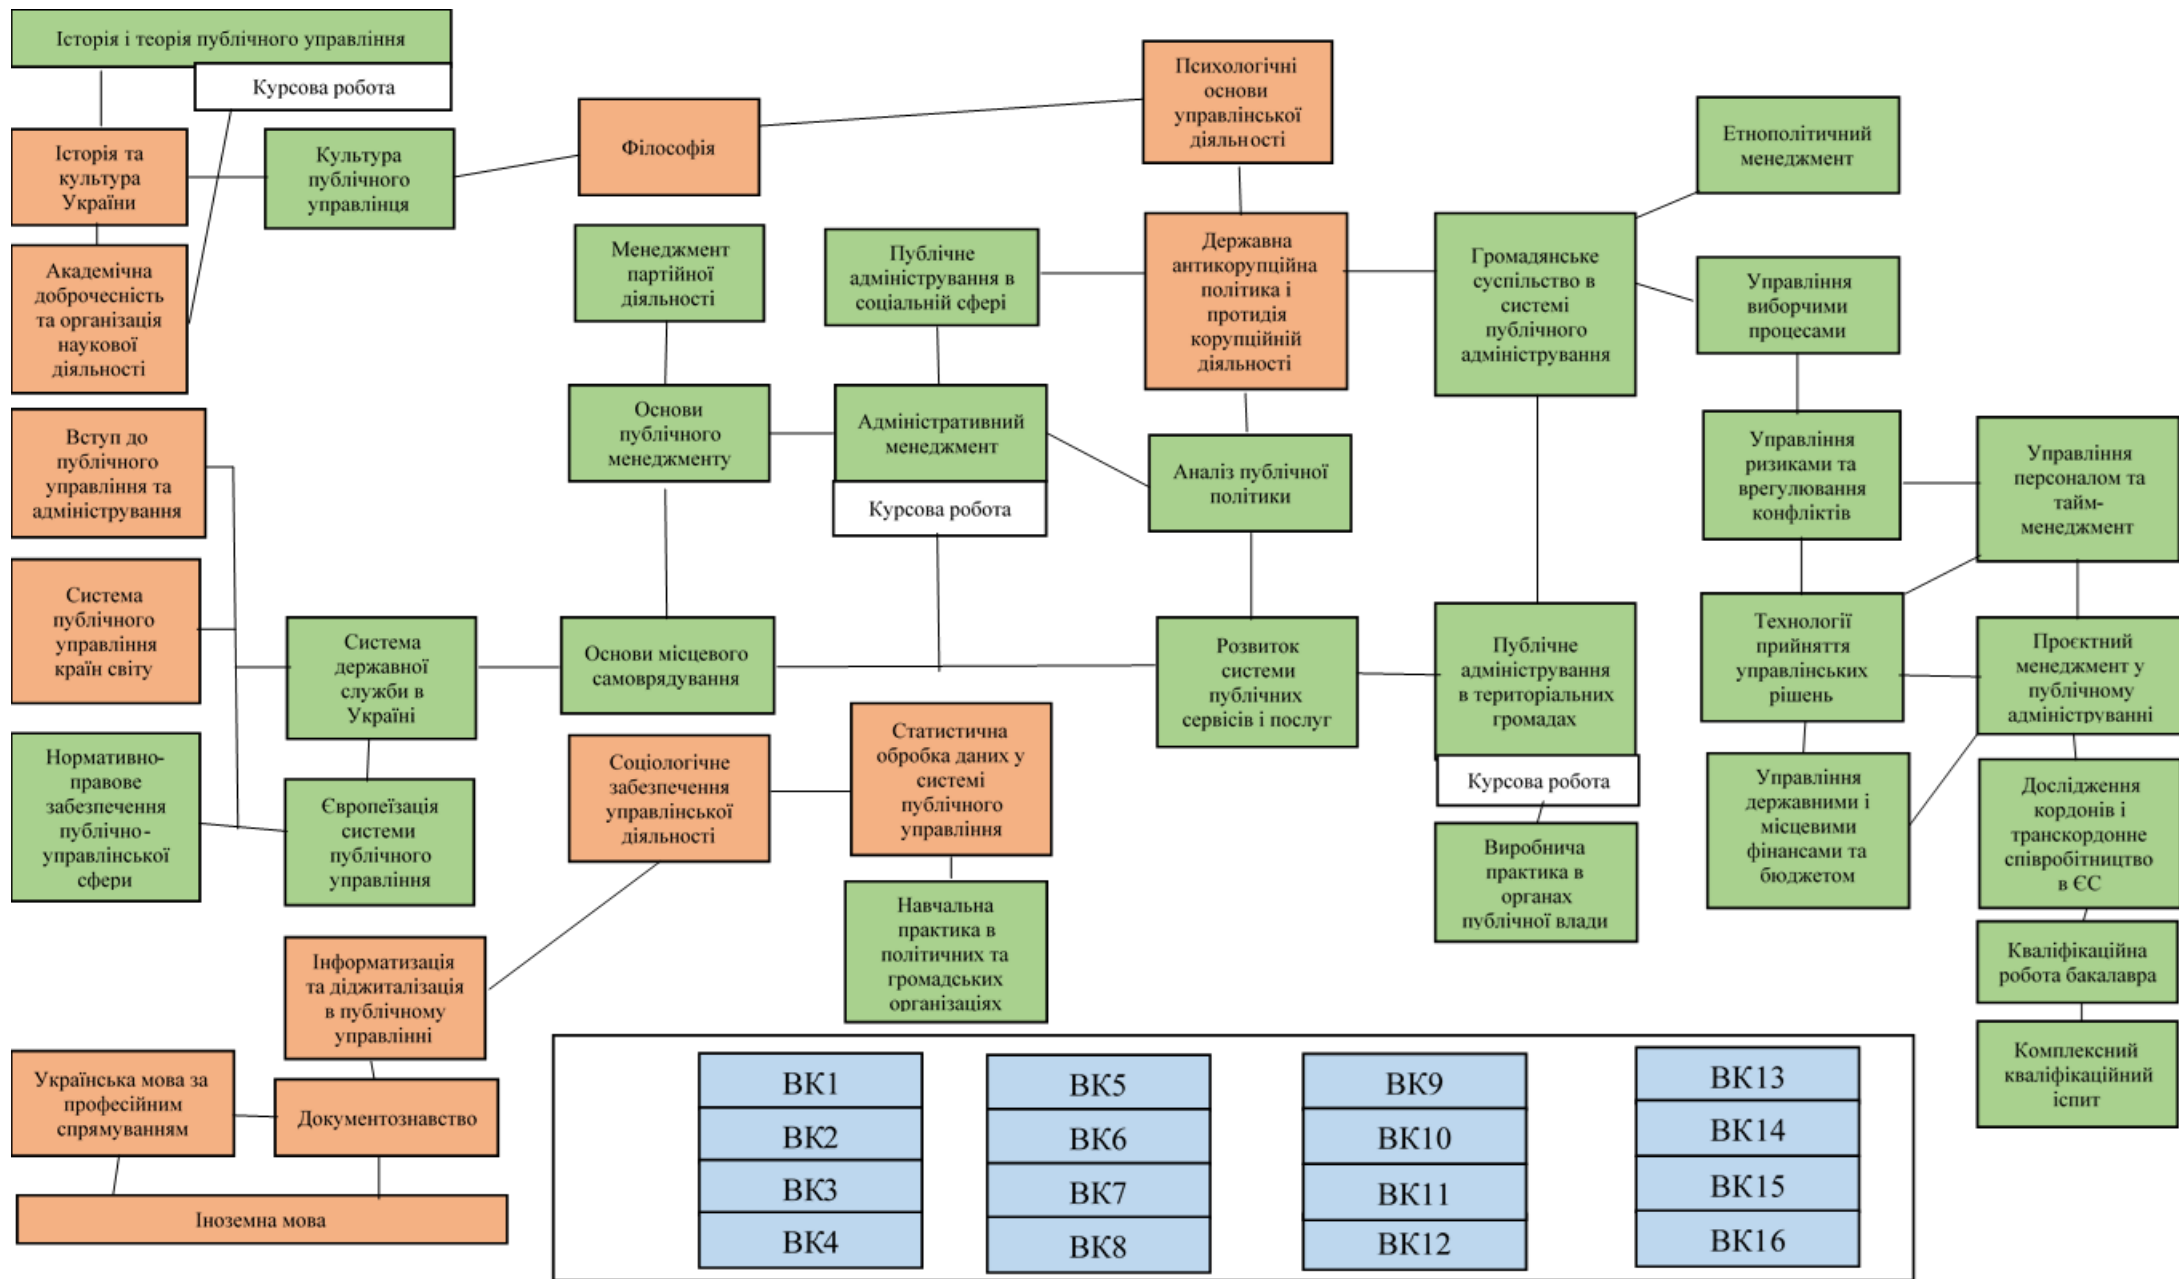 Історія і теорія публічного управління
Курсова робота
Історія та
культура
України
Культура
публічного
управлінця
Філософія
Психологічні
основи
управлінської
діяльності
Етнополітичний
менеджмент
Академічна
доброчесність
та організація
наукової
діяльності
Менеджмент
партійної
діяльності
Публічне
адміністрування в
соціальній сфері
Державна
антикорупційна
політика і
протидія
корупційній
діяльності
Громадянське
суспільство в
системі
публічного
адміністрування
Управління
виборчими
процесами
Вступ до
публічного
управління та
адміністрування
Основи
публічного
менеджменту
Адміністративний
менеджмент
Курсова робота
Аналіз публічної
політики
Управління
ризиками та
врегулювання
конфліктів
Управління
персоналом та
тайм-
менеджмент
Система
публічного
управління
країн світу
Система
державної
служби в
Україні
Основи місцевого
самоврядування
Розвиток
системи
публічних
сервісів і послуг
Публічне
адміністрування
в територіальних
громадах
Курсова робота
Технології
прийняття
управлінських
рішень
Проєктний
менеджмент у
публічному
адмініструванні
Нормативно-
правове
забезпечення
публічно-
управлінської
сфери
Європеїзація
системи
публічного
управління
Соціологічне
забезпечення
управлінської
діяльності
Статистична
обробка даних у
системі
публічного
управління
Виробнича
практика в
органах
публічної влади
Управління
державними і
місцевими
фінансами та
бюджетом
Дослідження
кордонів і
транскордонне
співробітництво
в ЄС
Навчальна
практика в
політичних та
громадських
організаціях
Інформатизація
та діджиталізація
в публічному
управлінні
Кваліфікаційна
робота бакалавра
Комплексний
кваліфікаційний
іспит
Українська мова за
професійним
спрямуванням
Документознавство
Іноземна мова
ВК1
ВК2
ВК3
ВК4
ВК5
ВК6
ВК7
ВК8
ВК9
ВК10
ВК11
ВК12
ВК13
ВК14
ВК15
ВК16